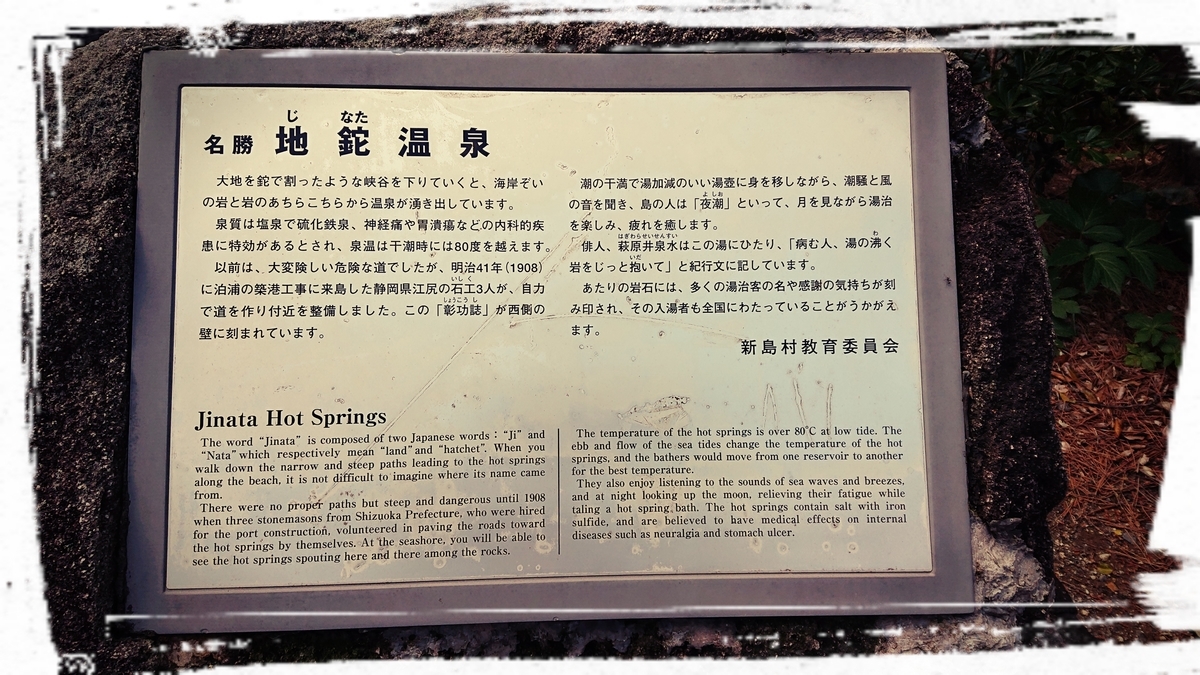 名勝 地鉈温泉
じ なた
大地を鉈で割ったような峡谷を下りていくと、海岸ぞい
の岩と岩のあちらこちらから温泉が湧き出しています。
泉質は塩泉で硫化鉄泉、神経痛や胃潰瘍などの内科的疾
患に特効があるとされ、泉温は干潮時には80度を越えます。
以前は、大変険しい危険な道でしたが、明治41年(1908)
に泊浦の築港工事に来島した静岡県江尻の石工3人が、自力
いしく
で道を作り付近を整備しました。この「彰功誌」が西側の
しょうこうし
壁に刻まれています。
潮の干満で湯加減のいい湯壺に身を移しながら、潮騒と風
の音を聞き、島の人は「夜潮」といって、月を見ながら湯治
よしお
を楽しみ、疲れを癒します。
俳人、萩原井泉水はこの湯にひたり、「病む人、湯の沸く
はぎわらせいせんすい わ
岩をじっと抱いて」と紀行文に記しています。
いだ
あたりの岩石には、多くの湯治客の名や感謝の気持ちが刻
み印され、その入湯者も全国にわたっていることがうかがえ
ます。
新島村教育委員会
Jinata Hot Springs
The word “Jinata” is composed of two Japanese words : “Ji” and
“Nata” which respectively mean “land” and “hatchet”. When you
walk down the narrow and steep paths leading to the hot springs
along the beach, it is not difficult to imagine where its name came
from.
There were no proper paths but steep and dangerous until 1908
when three stonemasons from Shizuoka Prefecture, who were hired
for the port construction, volunteered in paving the roads toward
the hot springs by themselves. At the seashore, you will be able to
see the hot springs spouting here and there among the rocks.
The temperature of the hot springs is over 80℃ at low tide. The
ebb and flow of the sea tides change the temperature of the hot
springs, and the bathers would move from one reservoir to another
for the best temperature.
They also enjoy listening to the sounds of sea waves and breezes,
and at night looking up the moon, relieving their fatigue while
taling a hot spring bath. The hot springs contain salt with iron
sulfide, and are believed to have medical effects on internal
diseases such as neuralgia and stomach ulcer.